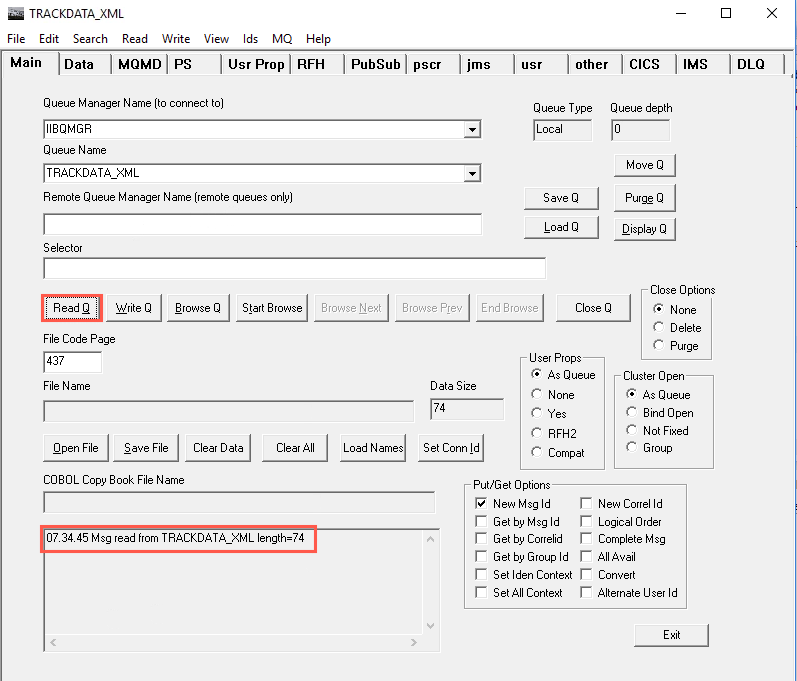 TRACKDATA_XML
File Edit Search Read Write View Ids MQ Help
Main Data MQMD PS Usr Prop RFH PubSub pscr jms usr other CICS IMS DLQ
Queue Manager Name (to connect to)
Queue Type Queue depth
IIBQMGR
Local 0
Queue Name
Move Q
TRACKDATA_XML
Remote Queue Manager Name (remote queues only)
Save Q Purge Q
Load Q Display Q
Selector
Close Options
Read Q Write Q Browse Q Start Browse Browse Next Browse Prev End Browse Close Q
None
Delete
Purge
File Code Page
437
User Props
As Queue
None
Yes
RFH2
Compat
Cluster Open
As Queue
Bind Open
Not Fixed
Group
File Name
Data Size
74
Open File Save File Clear Data Clear All Load Names Set Conn Id
COBOL Copy Book File Name
Put/Get Options
New Msg Id New Correl Id
Get by Msg Id Logical Order
Get by Correlid Complete Msg
Get by Group Id All Avail
Set Iden Context Convert
Set All Context Alternate User Id
07.34.45 Msg read from TRACKDATA_XML length=74
Exit